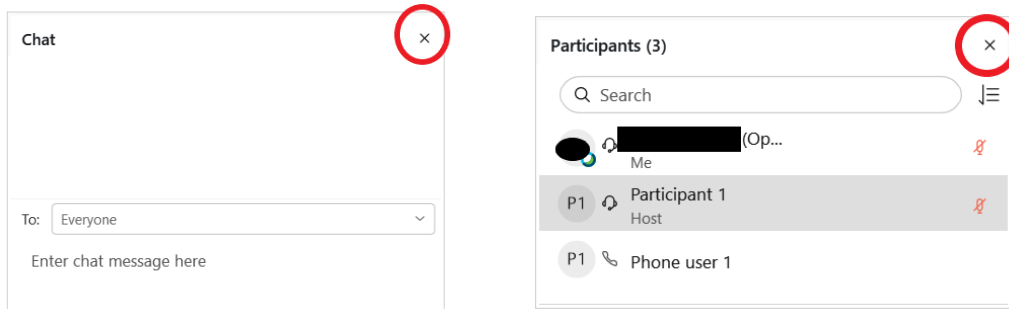 Chat
To: Everyone
Enter chat message here
Participants (3)
Search
(Op...
Me
P1 Participant 1
Host
P1 Phone user 1